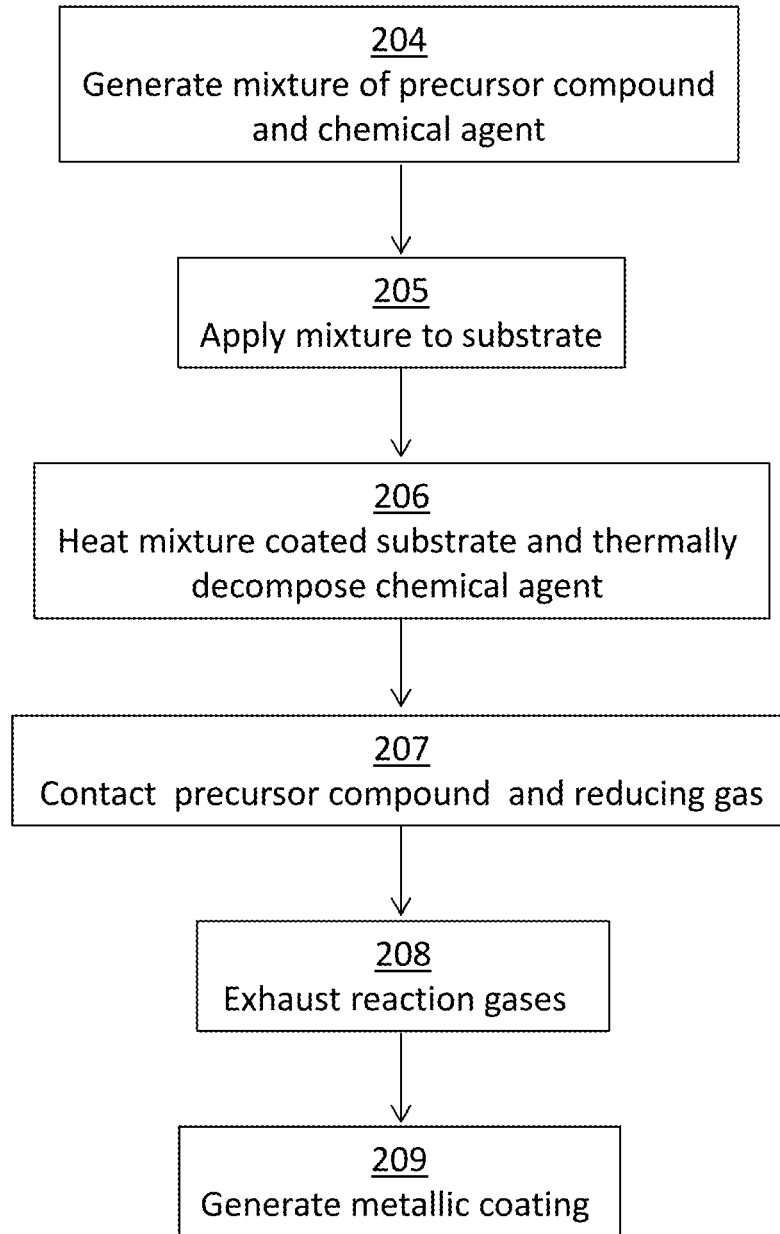 204
Generate mixture of precursor compound
and chemical agent
205
Apply mixture to substrate
206
Heat mixture coated substrate and thermally
decompose chemical agent
207
Contact precursor compound and reducing gas
208
Exhaust reaction gases
209
Generate metallic coating